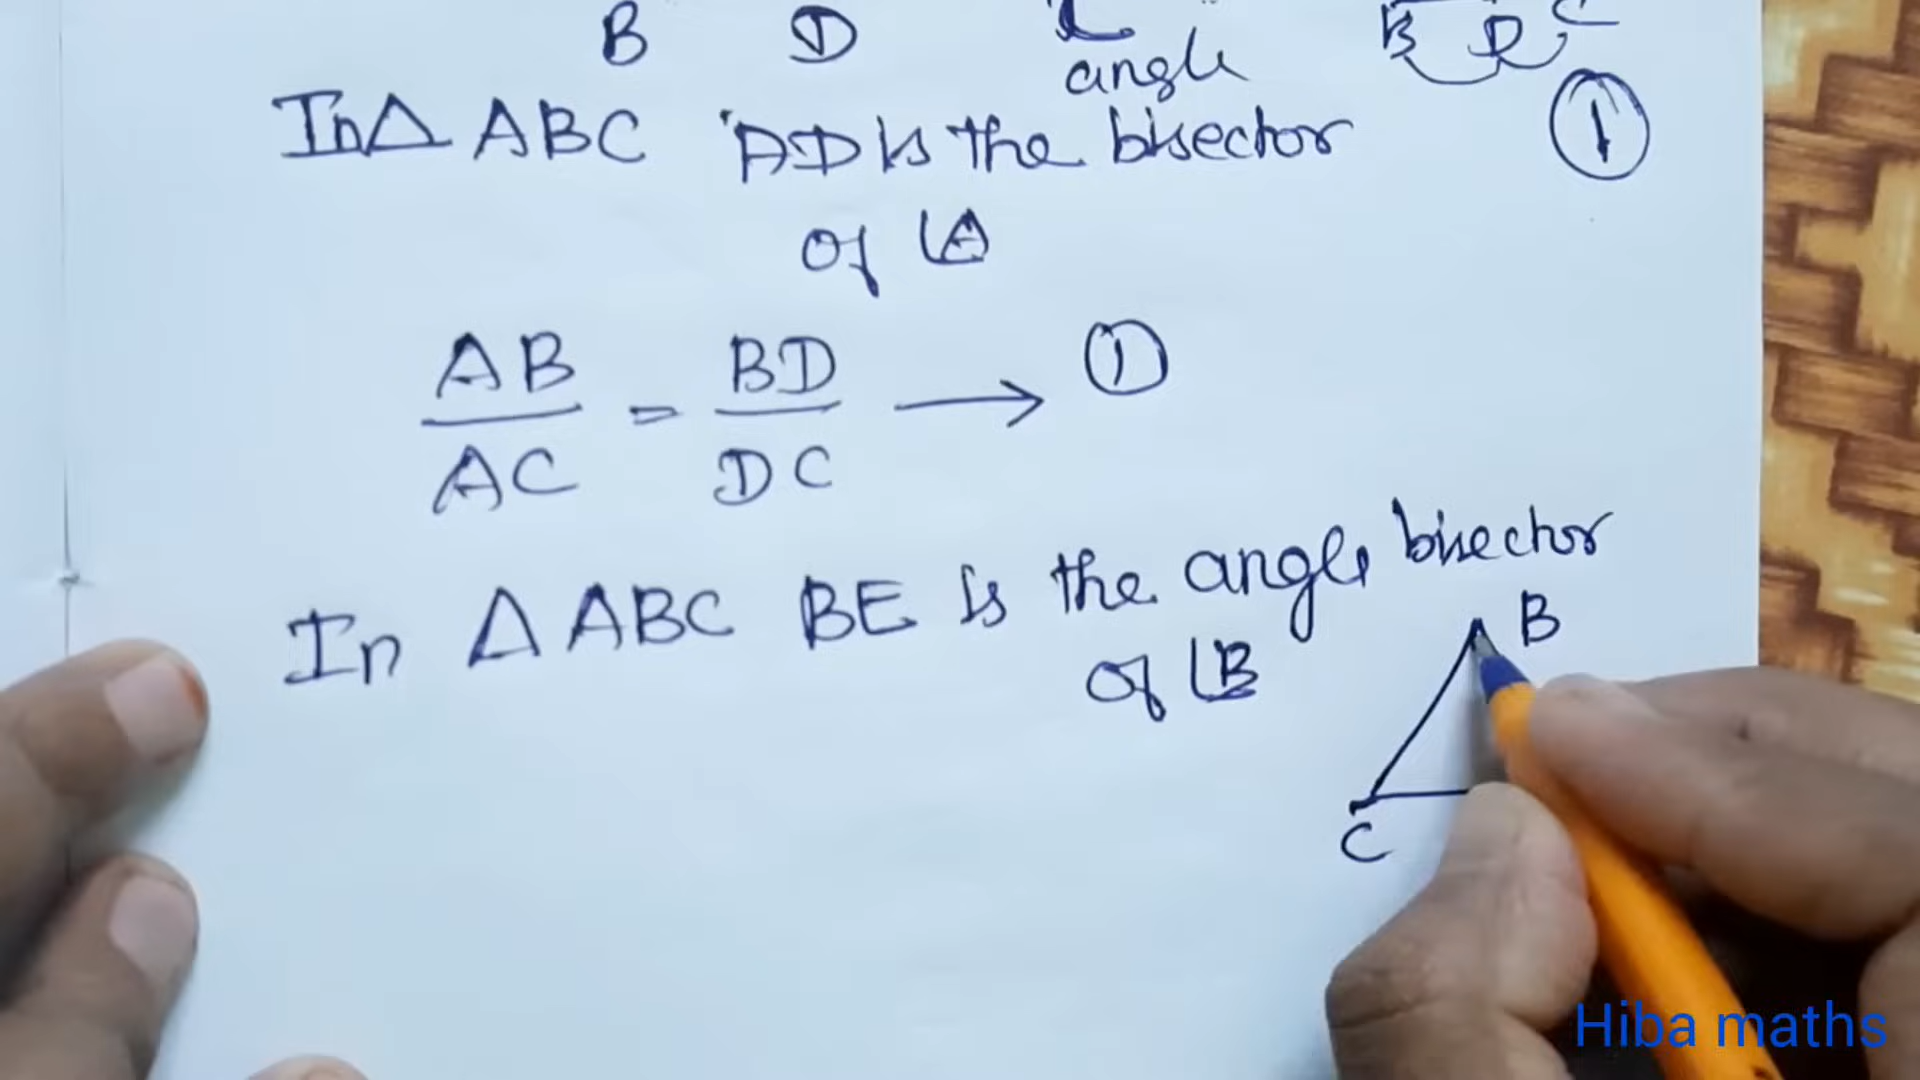 B D B D C
angle
In△ ABC AD is the bisector
①
of ∠A
AB/AC = BD/DC → ①
In △ ABC BE is the angle bisector
of ∠B
B
C
Hiba maths